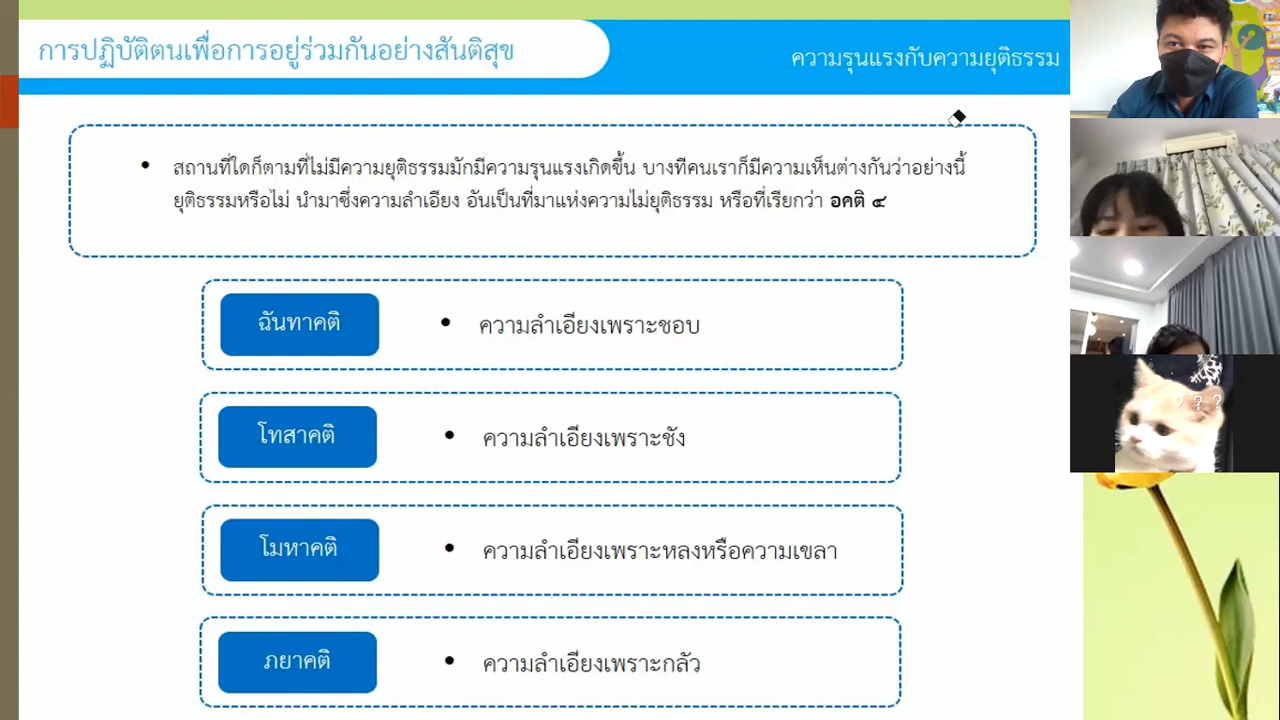 การปฏิบัติตนเพื่อการอยู่ร่วมกันอย่างสันติสุข
ความรุนแรงกับความยุติธรรม
• สถานที่ใดก็ตามที่ไม่มีความยุติธรรมมักมีความรุนแรงเกิดขึ้น บางทีคนเราก็มีความเห็นต่างกันว่าอย่างนี้
ยุติธรรมหรือไม่ นำมาซึ่งความลำเอียง อันเป็นที่มาแห่งความไม่ยุติธรรม หรือที่เรียกว่า อคติ ๔
ฉันทาคติ • ความลำเอียงเพราะชอบ
โทสาคติ • ความลำเอียงเพราะชัง
โมหาคติ • ความลำเอียงเพราะหลงหรือความเขลา
ภยาคติ • ความลำเอียงเพราะกลัว
? ? ?